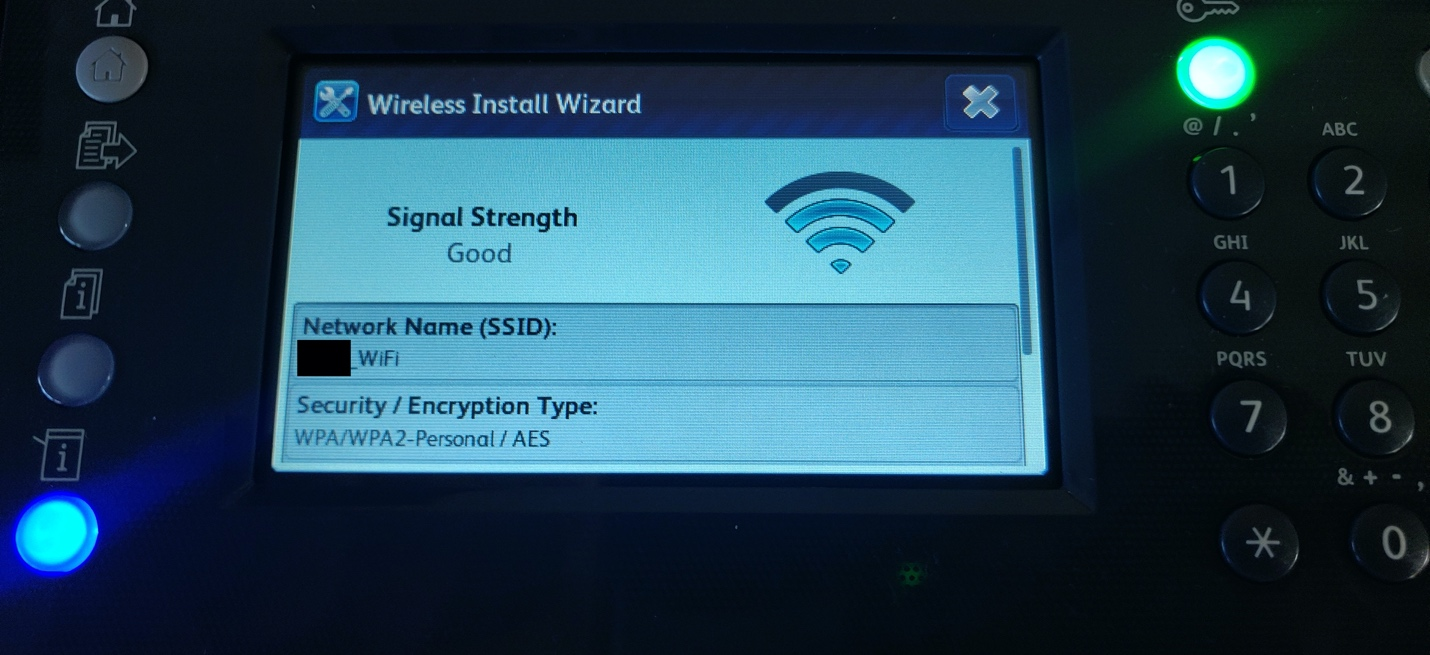 Wireless Install Wizard
Signal Strength
Good
Network Name (SSID):
_WiFi
Security / Encryption Type:
WPA/WPA2-Personal / AES
@ / . '
ABC
1
2
GHI
JKL
4
5
PQRS
TUV
7
8
& + - ,
*
0
i
i